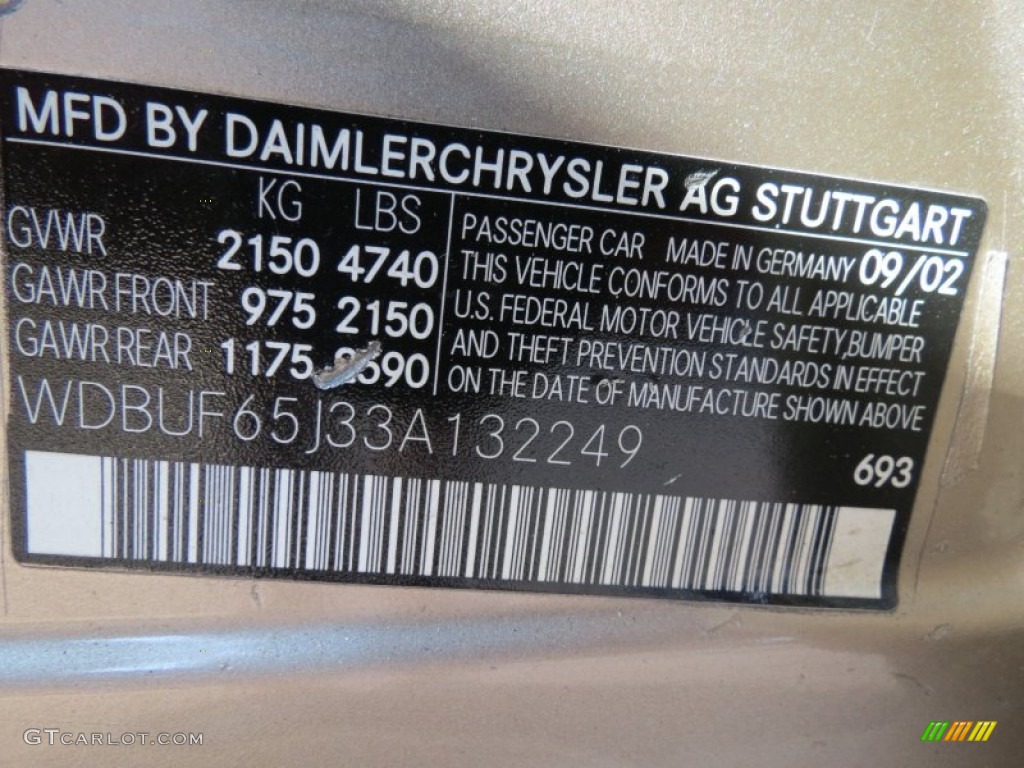 MFD BY DAIMLERCHRYSLER AG STUTTGART
KG LBS
GVWR 2150 4740
GAWR FRONT 975 2150
GAWR REAR 1175
PASSENGER CAR MADE IN GERMANY 09/02
THIS VEHICLE CONFORMS TO ALL APPLICABLE
U.S. FEDERAL MOTOR VEHICLE SAFETY, BUMPER
AND THEFT PREVENTION STANDARDS IN EFFECT
ON THE DATE OF MANUFACTURE SHOWN ABOVE
WDBUF65J33A132249
693
GTCARLOT.COM